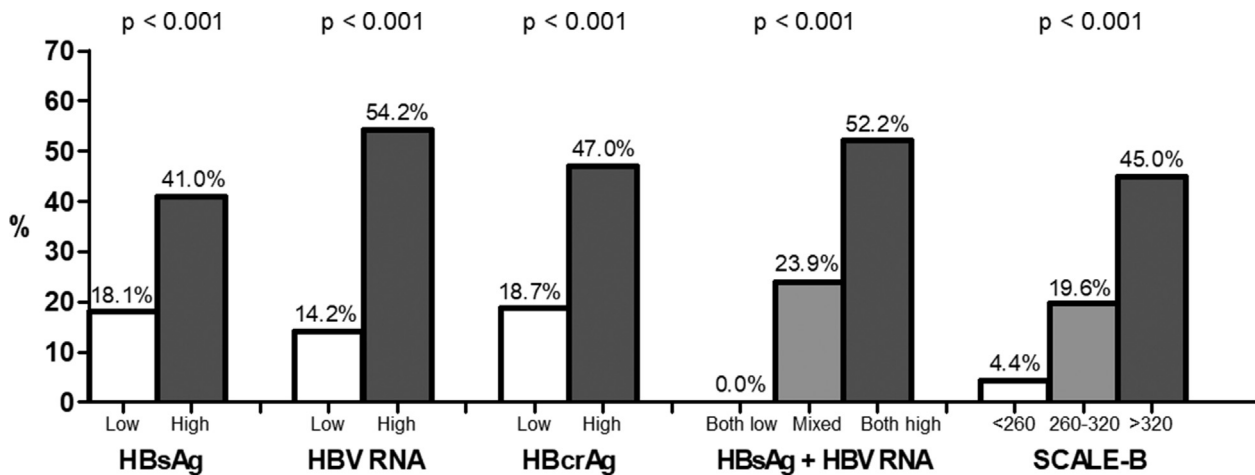 p < 0.001 p < 0.001 p < 0.001 p < 0.001 p < 0.001
70
60
50
40
30
20
10
0
%
18.1% 41.0% 14.2% 54.2% 18.7% 47.0% 0.0% 23.9% 52.2% 4.4% 19.6% 45.0%
Low High Low High Low High Both low Mixed Both high <260 260-320 >320
HBsAg HBV RNA HBcrAg HBsAg + HBV RNA SCALE-B